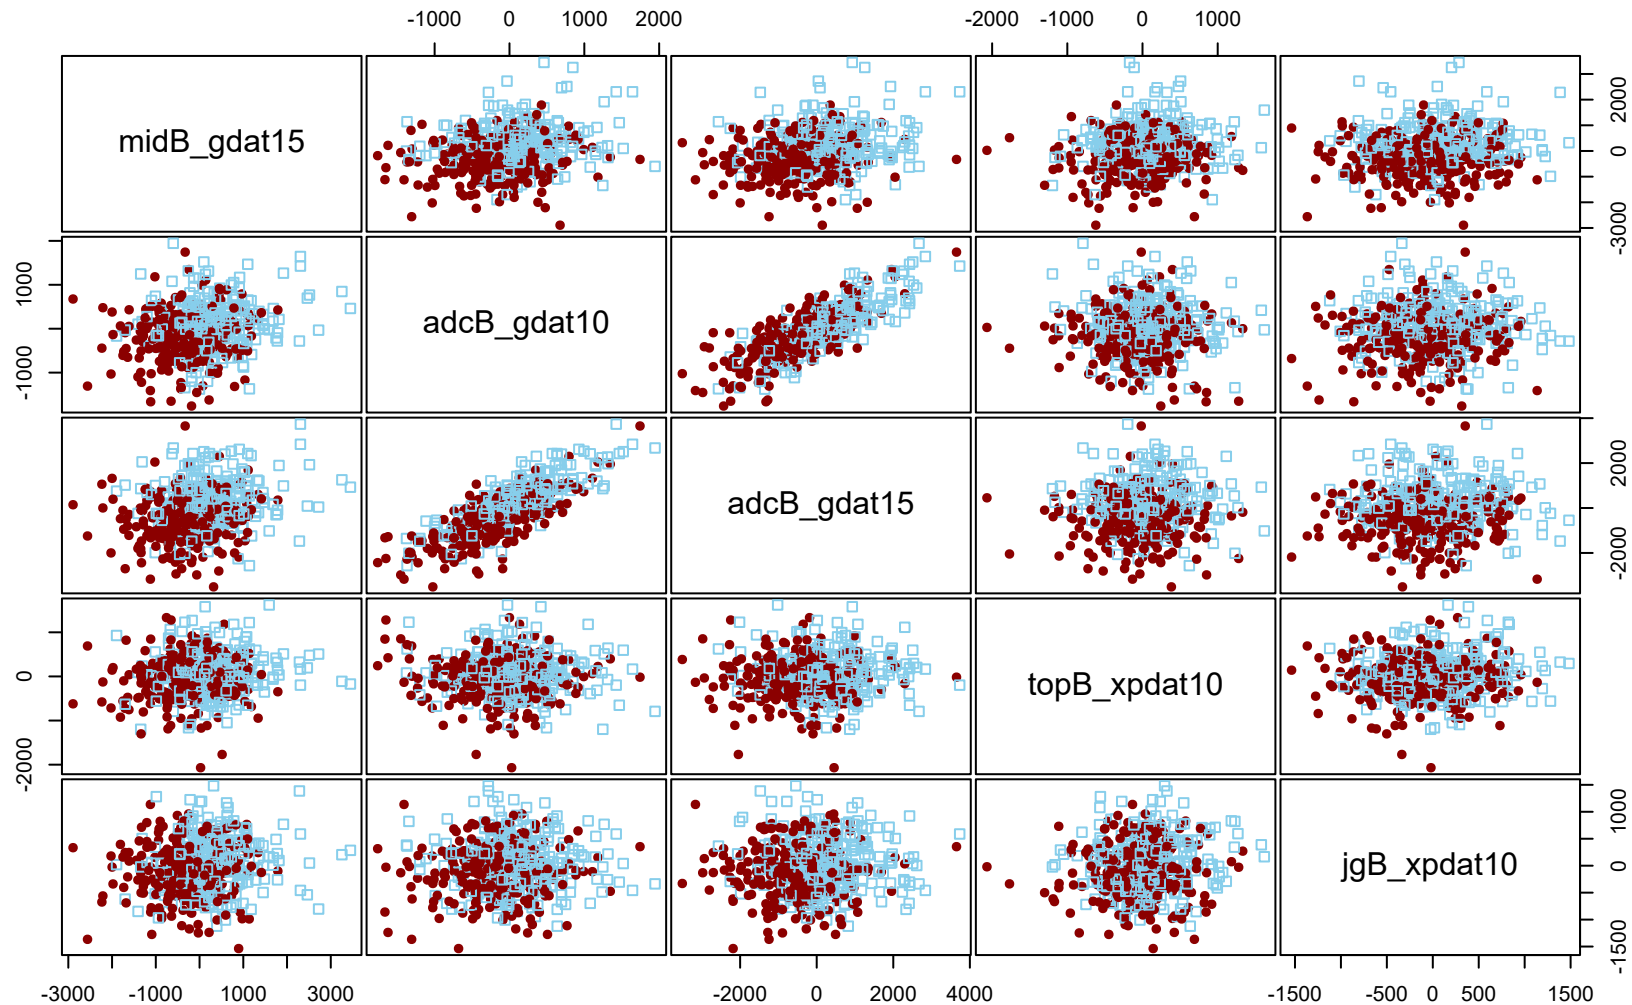 -1000 0 1000 2000 -2000 -1000 0 1000
midB_gdat15 2000 0 -3000
1000 -1000 adcB_gdat10
adcB_gdat15 2000 0 -2000
0 -2000 topB_xpdat10
jgB_xpdat10 1000 0 -1500
-3000 -1000 1000 3000 -2000 0 2000 4000 -1500 -500 0 500 1500